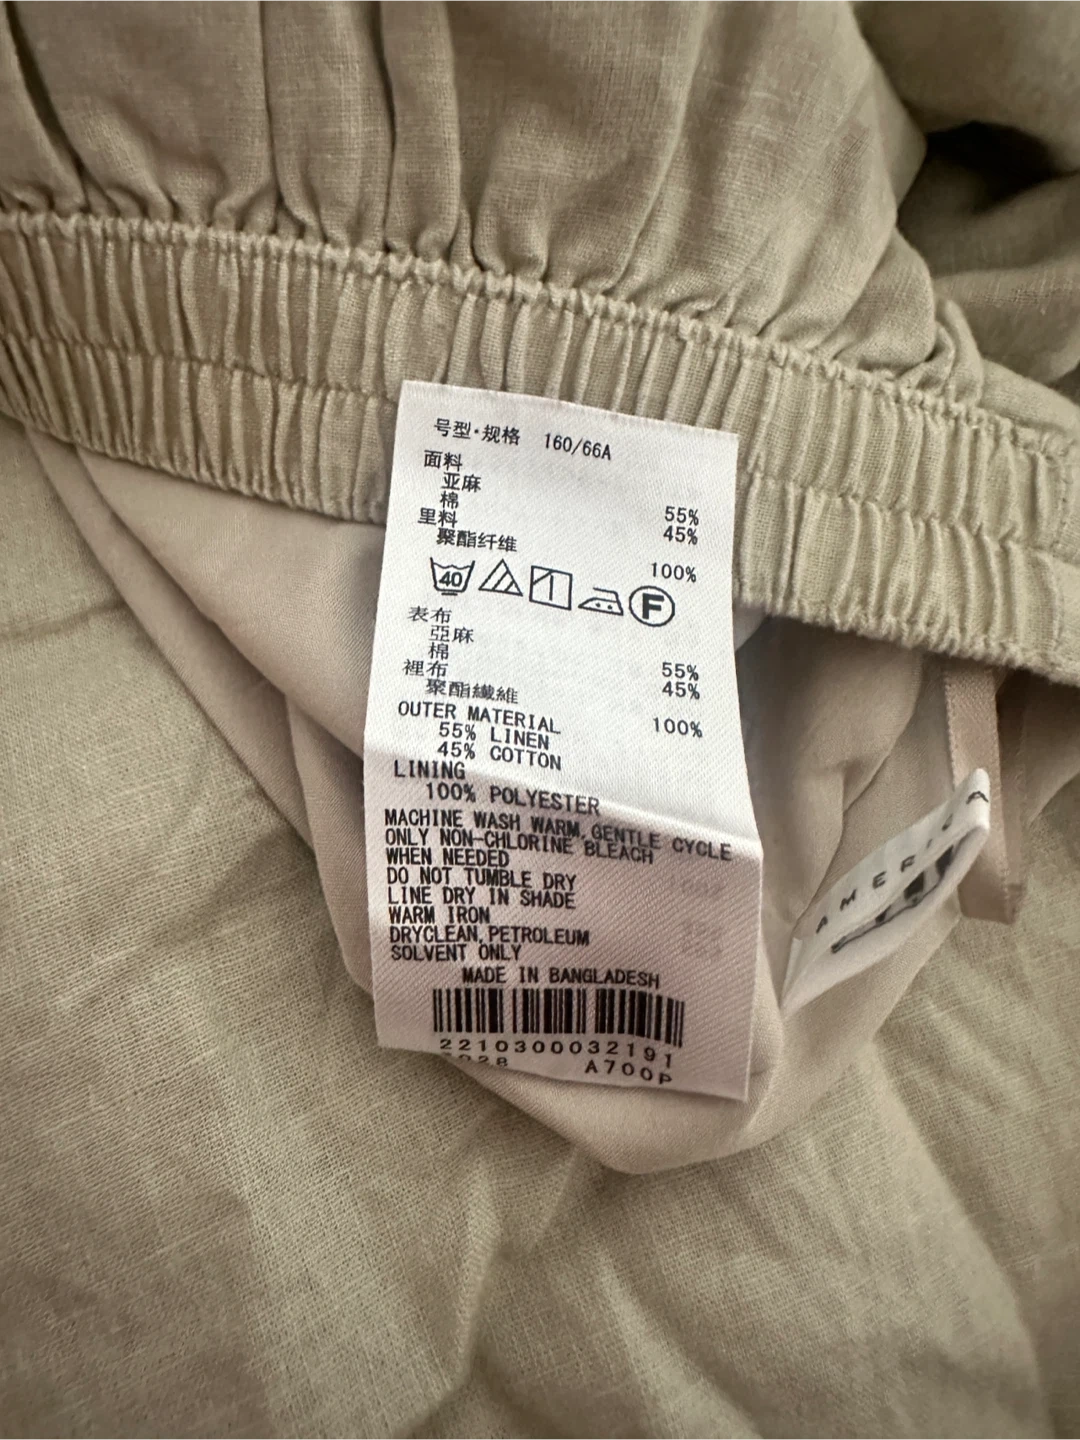 号型·规格 160/66A
面料
亚麻 55%
棉 45%
里料
聚酯纤维 100%
40
F
表布
亞麻 55%
棉 45%
裡布
聚酯纖維 100%
OUTER MATERIAL
55% LINEN
45% COTTON
LINING
100% POLYESTER
MACHINE WASH WARM, GENTLE CYCLE
ONLY NON-CHLORINE BLEACH
WHEN NEEDED
DO NOT TUMBLE DRY
LINE DRY IN SHADE
WARM IRON
DRYCLEAN, PETROLEUM
SOLVENT ONLY
MADE IN BANGLADESH
2210300032191
A700P